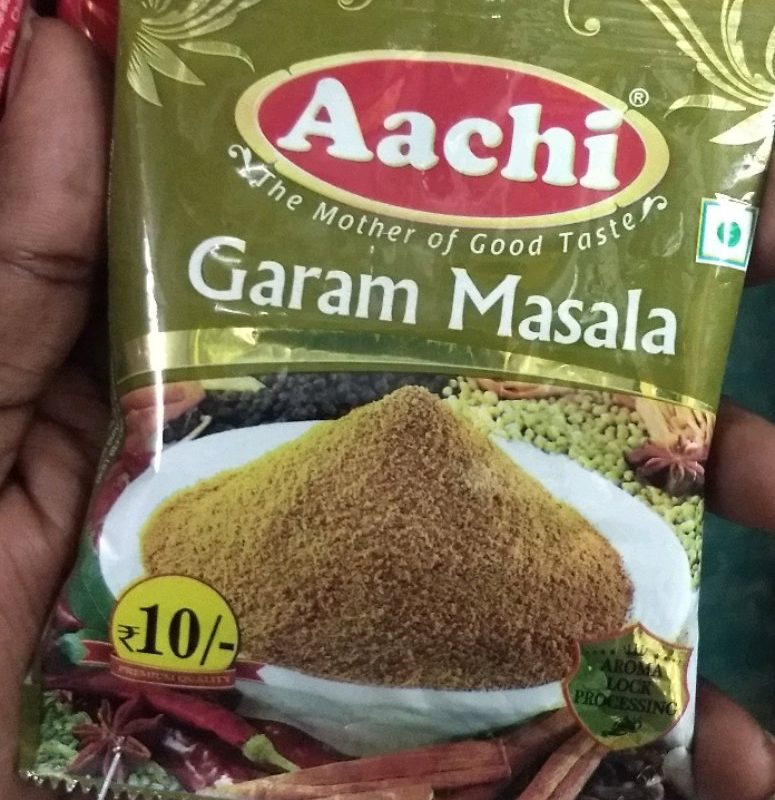 Aachi®
The Mother of Good Taste
Garam Masala
₹10/-
PREMIUM QUALITY
AROMA
LOCK
PROCESSING